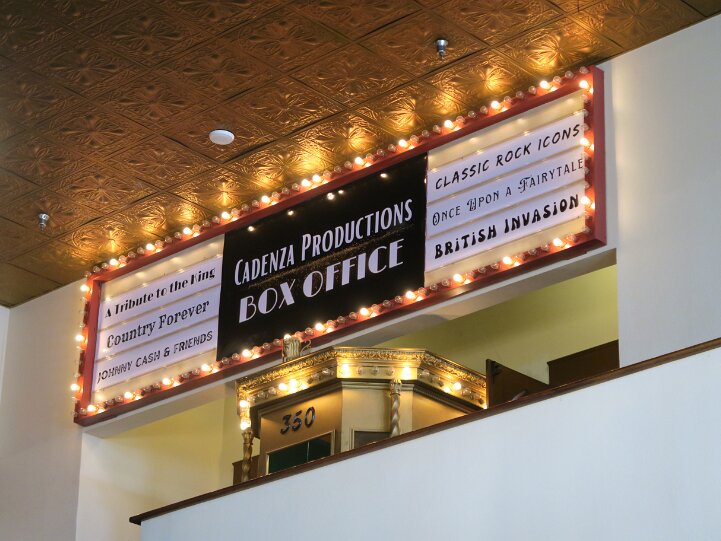 A Tribute to the King
Country Forever
JOHNNY CASH & FRIENDS
CADENZA PRODUCTIONS
BOX OFFICE
CLASSIC ROCK ICONS
ONCE UPON A FAIRYTALE
BRITISH INVASION
350